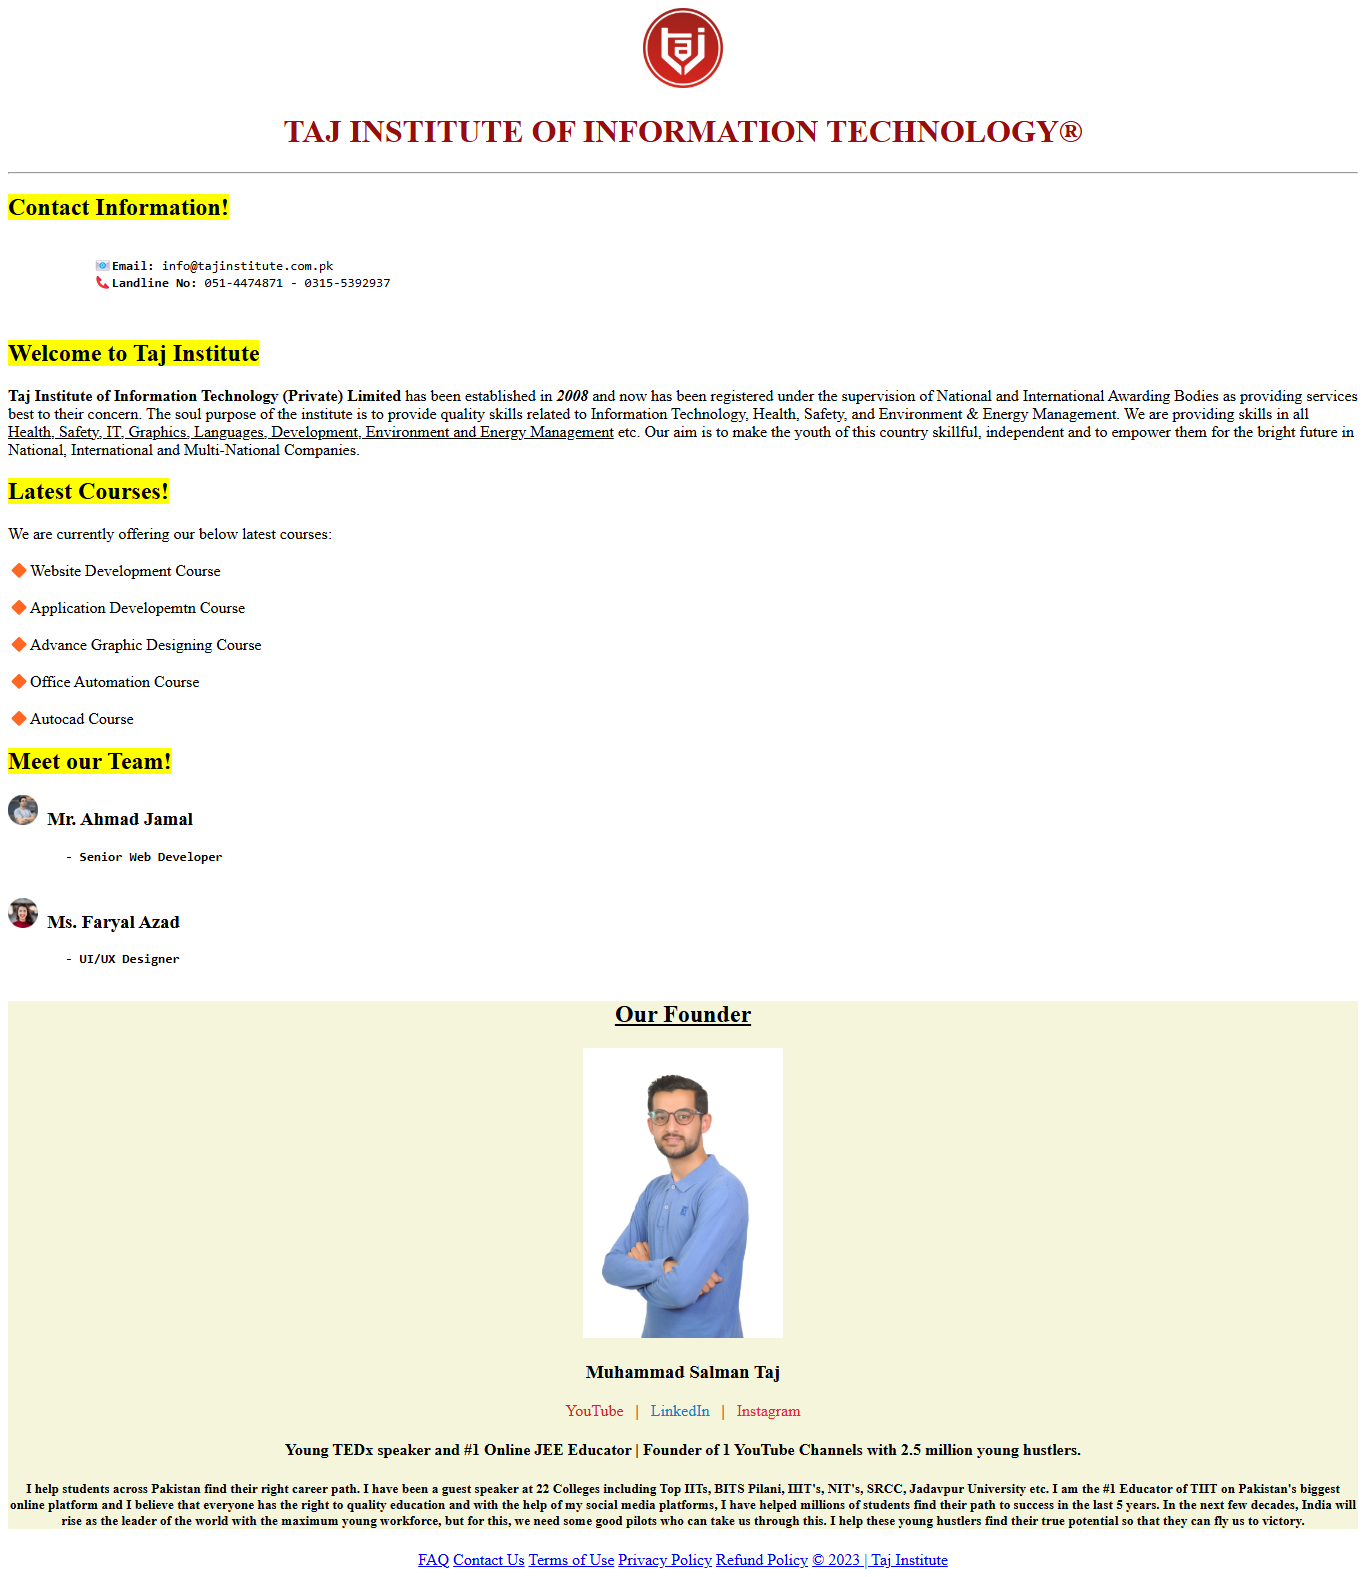 taj
TAJ INSTITUTE OF INFORMATION TECHNOLOGY®
Contact Information!
📧Email: info@tajinstitute.com.pk
📞Landline No: 051-4474871 - 0315-5392937
Welcome to Taj Institute
Taj Institute of Information Technology (Private) Limited has been established in 2008 and now has been registered under the supervision of National and International Awarding Bodies as providing services
best to their concern. The soul purpose of the institute is to provide quality skills related to Information Technology, Health, Safety, and Environment & Energy Management. We are providing skills in all
Health, Safety, IT, Graphics, Languages, Development, Environment and Energy Management etc. Our aim is to make the youth of this country skillful, independent and to empower them for the bright future in
National, International and Multi-National Companies.
Latest Courses!
We are currently offering our below latest courses:
🔶Website Development Course
🔶Application Developemtn Course
🔶Advance Graphic Designing Course
🔶Office Automation Course
🔶Autocad Course
Meet our Team!
Mr. Ahmad Jamal
- Senior Web Developer
Ms. Faryal Azad
- UI/UX Designer
Our Founder
Muhammad Salman Taj
YouTube | LinkedIn | Instagram
Young TEDx speaker and #1 Online JEE Educator | Founder of 1 YouTube Channels with 2.5 million young hustlers.
I help students across Pakistan find their right career path. I have been a guest speaker at 22 Colleges including Top IITs, BITS Pilani, IIIT's, NIT's, SRCC, Jadavpur University etc. I am the #1 Educator of TIIT on Pakistan's biggest
online platform and I believe that everyone has the right to quality education and with the help of my social media platforms, I have helped millions of students find their path to success in the last 5 years. In the next few decades, India will
rise as the leader of the world with the maximum young workforce, but for this, we need some good pilots who can take us through this. I help these young hustlers find their true potential so that they can fly us to victory.
FAQ Contact Us Terms of Use Privacy Policy Refund Policy © 2023 | Taj Institute